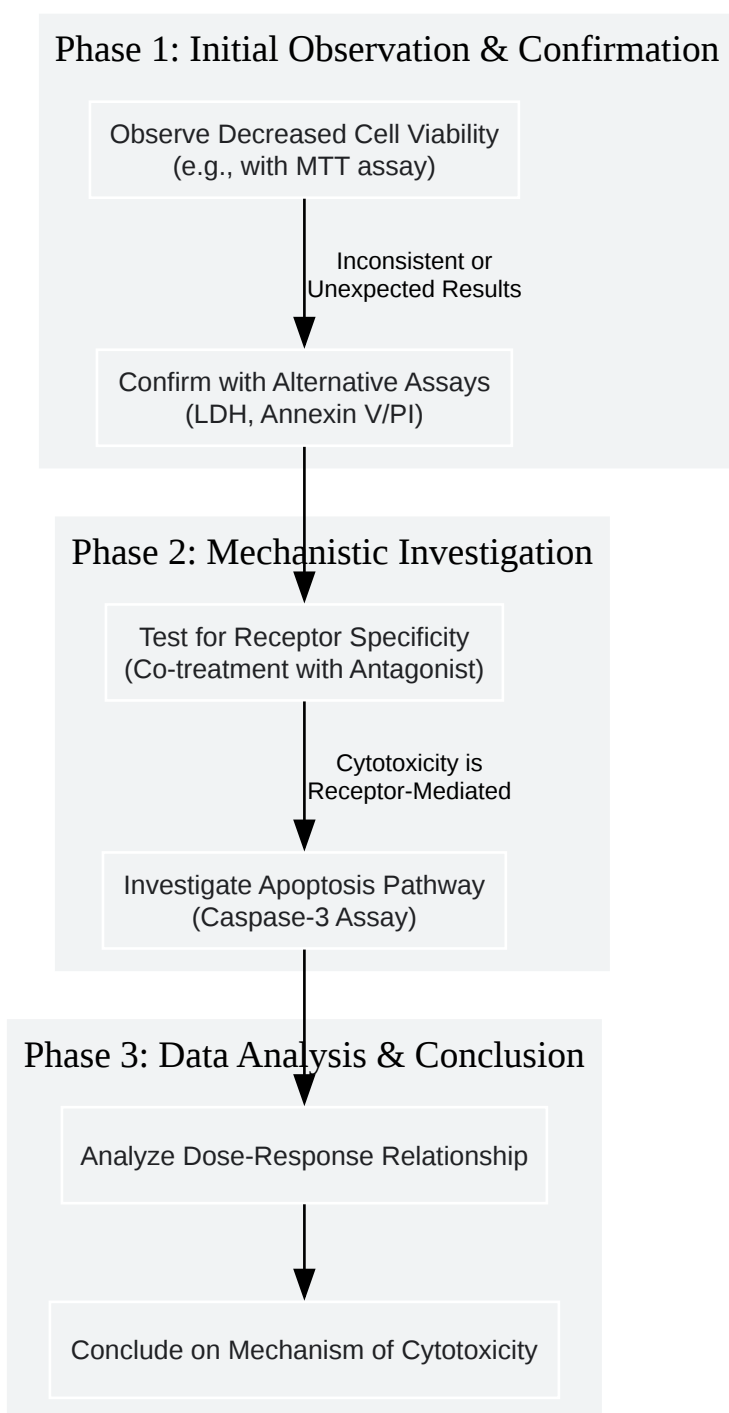 Phase 1: Initial Observation & Confirmation
Observe Decreased Cell Viability
(e.g., with MTT assay)
Inconsistent or
Unexpected Results
Confirm with Alternative Assays
(LDH, Annexin V/PI)
Phase 2: Mechanistic Investigation
Test for Receptor Specificity
(Co-treatment with Antagonist)
Cytotoxicity is
Receptor-Mediated
Investigate Apoptosis Pathway
(Caspase-3 Assay)
Phase 3: Data Analysis & Conclusion
Analyze Dose-Response Relationship
Conclude on Mechanism of Cytotoxicity